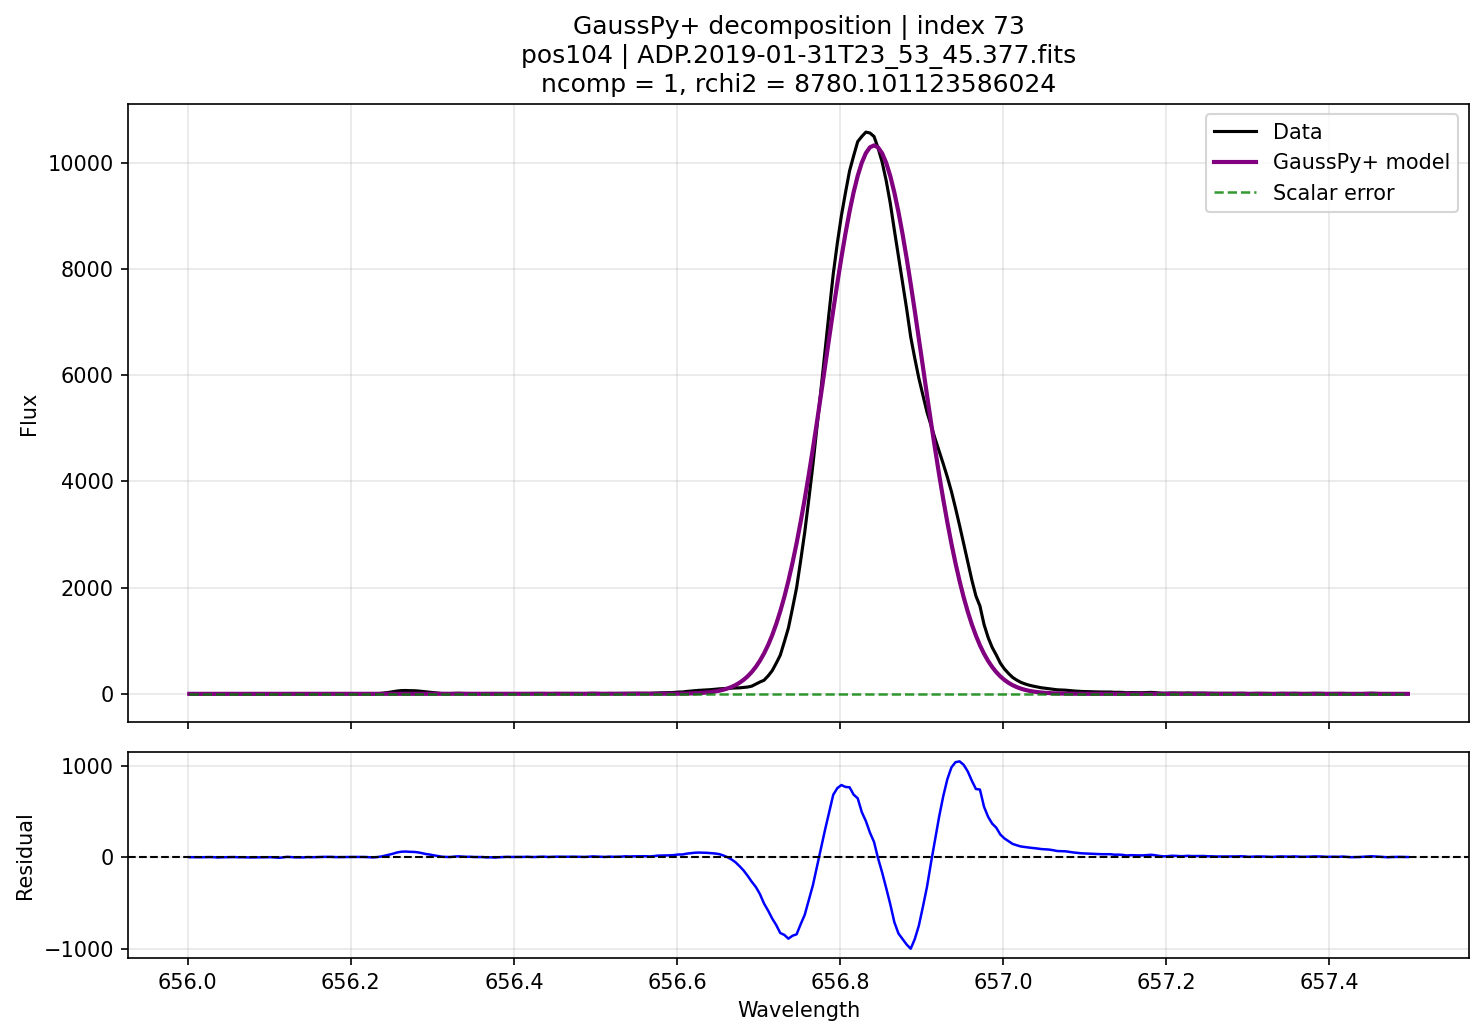 GaussPy+ decomposition | index 73
pos104 | ADP.2019-01-31T23_53_45.377.fits
ncomp = 1, rchi2 = 8780.101123586024
Data
GaussPy+ model
Scalar error
10000
8000
6000
4000
2000
0
Flux
1000
0
−1000
Residual
656.0 656.2 656.4 656.6 656.8 657.0 657.2 657.4
Wavelength